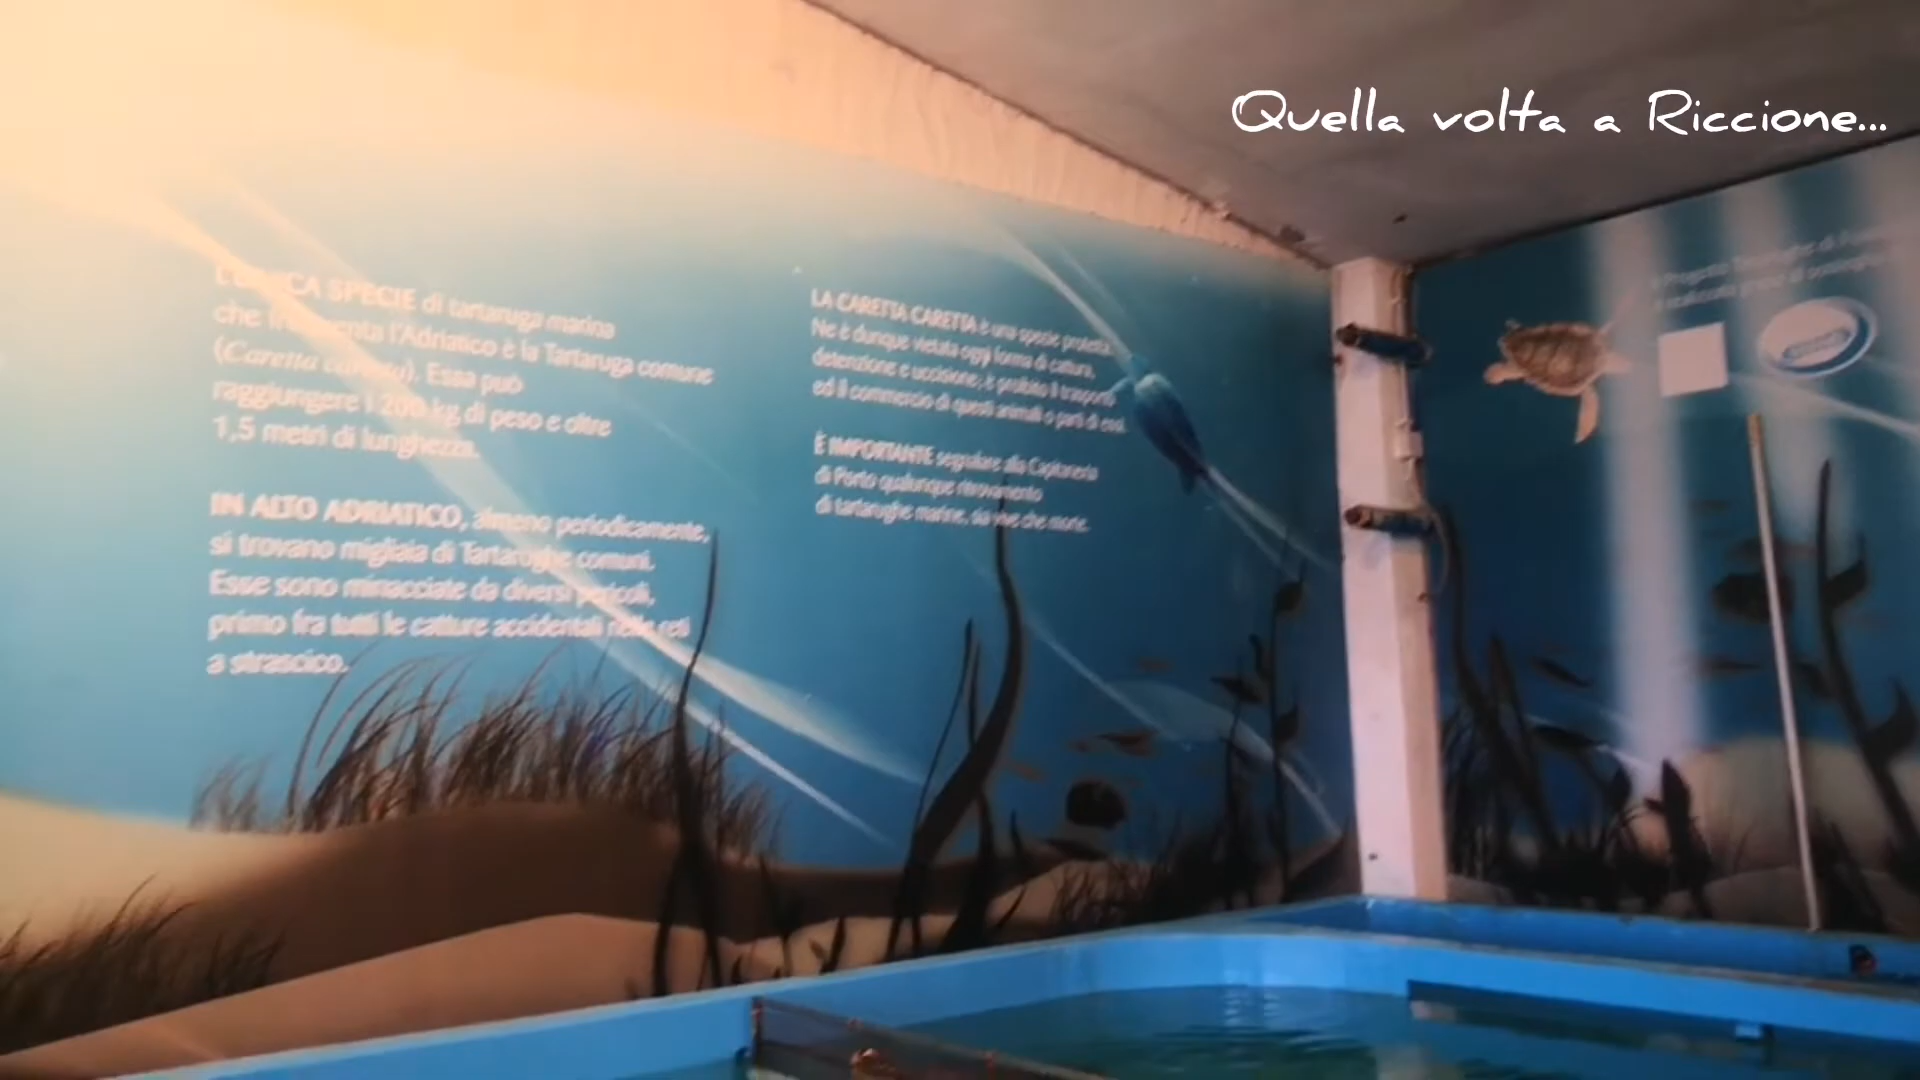 Quella volta a Riccione...
L'UNICA SPECIE di tartaruga marina
che frequenta l'Adriatico è la Tartaruga comune
(Caretta caretta). Essa può
raggiungere i 200 kg di peso e oltre
1,5 metri di lunghezza.
IN ALTO ADRIATICO, almeno periodicamente,
si trovano migliaia di Tartarughe comuni.
Esse sono minacciate da diversi pericoli,
primo fra tutti le catture accidentali nelle reti
a strascico.
LA CARETTA CARETTA è una specie protetta.
Ne è dunque vietata ogni forma di cattura,
detenzione e uccisione; è proibito il trasporto
ed il commercio di questi animali o parti di essi.
È IMPORTANTE segnalare alla Capitaneria
di Porto qualunque ritrovamento
di tartarughe marine, sia vive che morte.